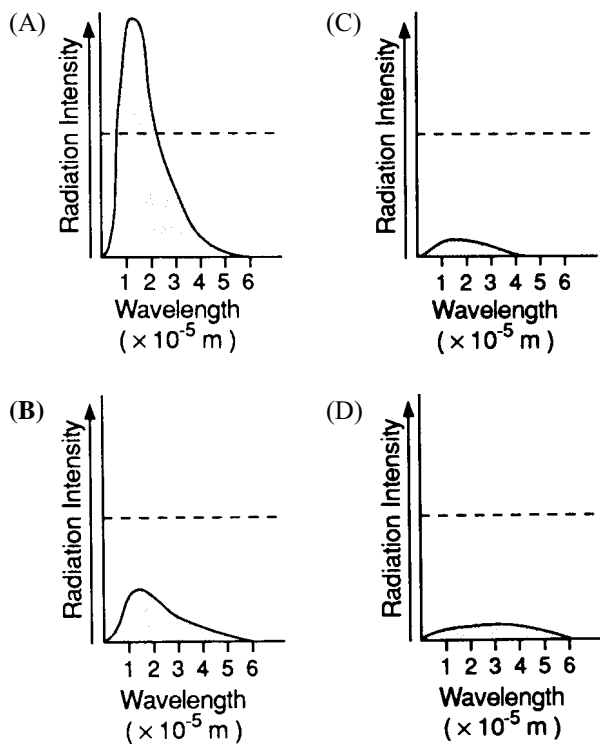 (A)
Radiation Intensity
1 2 3 4 5 6
Wavelength
( × 10⁻⁵ m )
(C)
Radiation Intensity
1 2 3 4 5 6
Wavelength
( × 10⁻⁵ m )
(B)
Radiation Intensity
1 2 3 4 5 6
Wavelength
( × 10⁻⁵ m )
(D)
Radiation Intensity
1 2 3 4 5 6
Wavelength
( × 10⁻⁵ m )